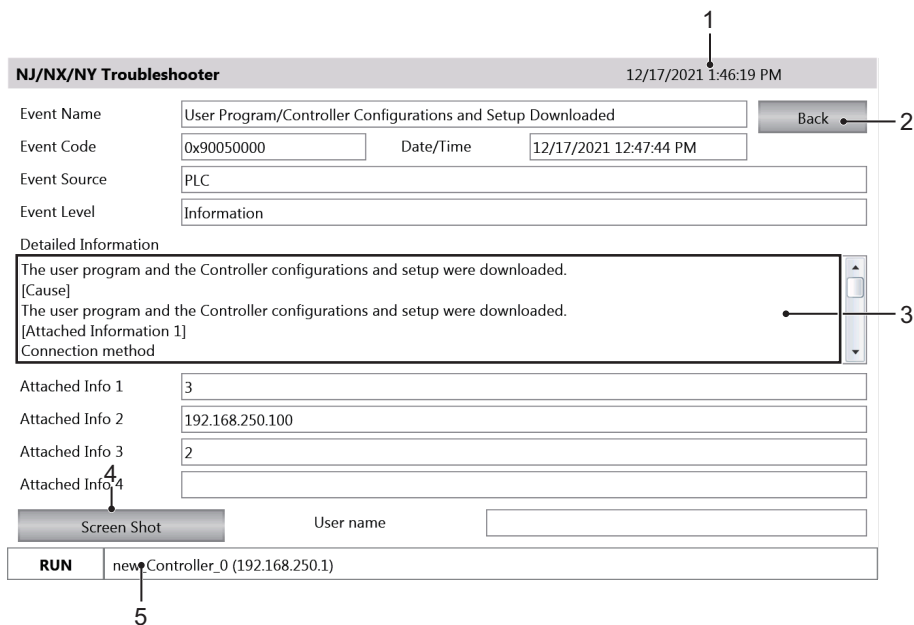 1
NJ/NX/NY Troubleshooter 12/17/2021 1:46:19 PM
Event Name User Program/Controller Configurations and Setup Downloaded Back 2
Event Code 0x90050000 Date/Time 12/17/2021 12:47:44 PM
Event Source PLC
Event Level Information
Detailed Information
The user program and the Controller configurations and setup were downloaded.
[Cause]
The user program and the Controller configurations and setup were downloaded. 3
[Attached Information 1]
Connection method
Attached Info 1 3
Attached Info 2 192.168.250.100
Attached Info 3 2
4
Attached Info 4
Screen Shot User name
RUN new_Controller_0 (192.168.250.1)
5